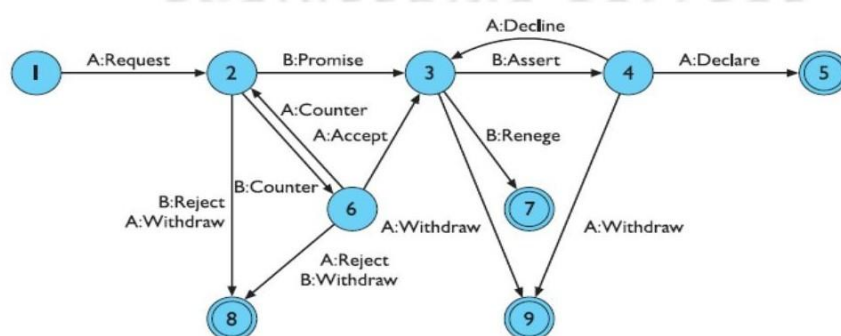 A:Decline
A:Request
B:Promise
B:Assert
A:Declare
1
2
3
4
5
A:Counter
A:Accept
B:Renege
B:Reject
A:Withdraw
B:Counter
6
7
A:Withdraw
A:Withdraw
A:Reject
B:Withdraw
8
9